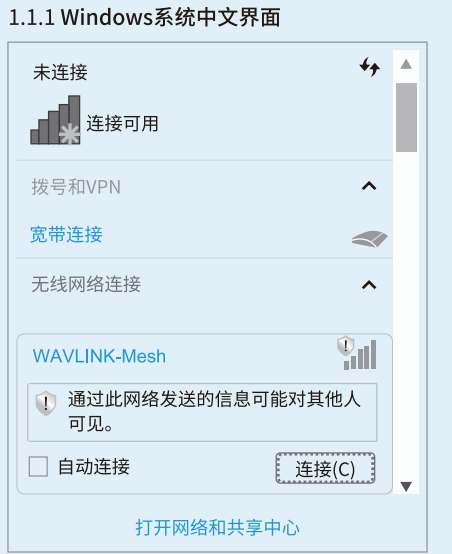 1.1.1 Windows系统中文界面
未连接
连接可用
拨号和VPN
宽带连接
无线网络连接
WAVLINK-Mesh
通过此网络发送的信息可能对其他人
可见。
自动连接
连接(C)
打开网络和共享中心